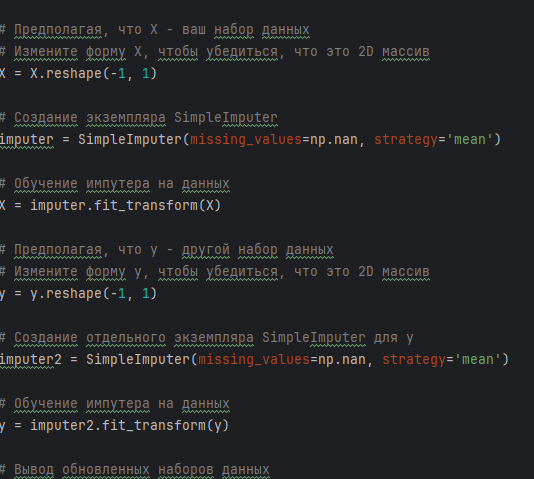 # Предполагая, что X - ваш набор данных
# Измените форму X, чтобы убедиться, что это 2D массив
X = X.reshape(-1, 1)
# Создание экземпляра SimpleImputer
imputer = SimpleImputer(missing_values=np.nan, strategy='mean')
# Обучение импутера на данных
X = imputer.fit_transform(X)
# Предполагая, что y - другой набор данных
# Измените форму y, чтобы убедиться, что это 2D массив
y = y.reshape(-1, 1)
# Создание отдельного экземпляра SimpleImputer для y
imputer2 = SimpleImputer(missing_values=np.nan, strategy='mean')
# Обучение импутера на данных
y = imputer2.fit_transform(y)
# Вывод обновленных наборов данных